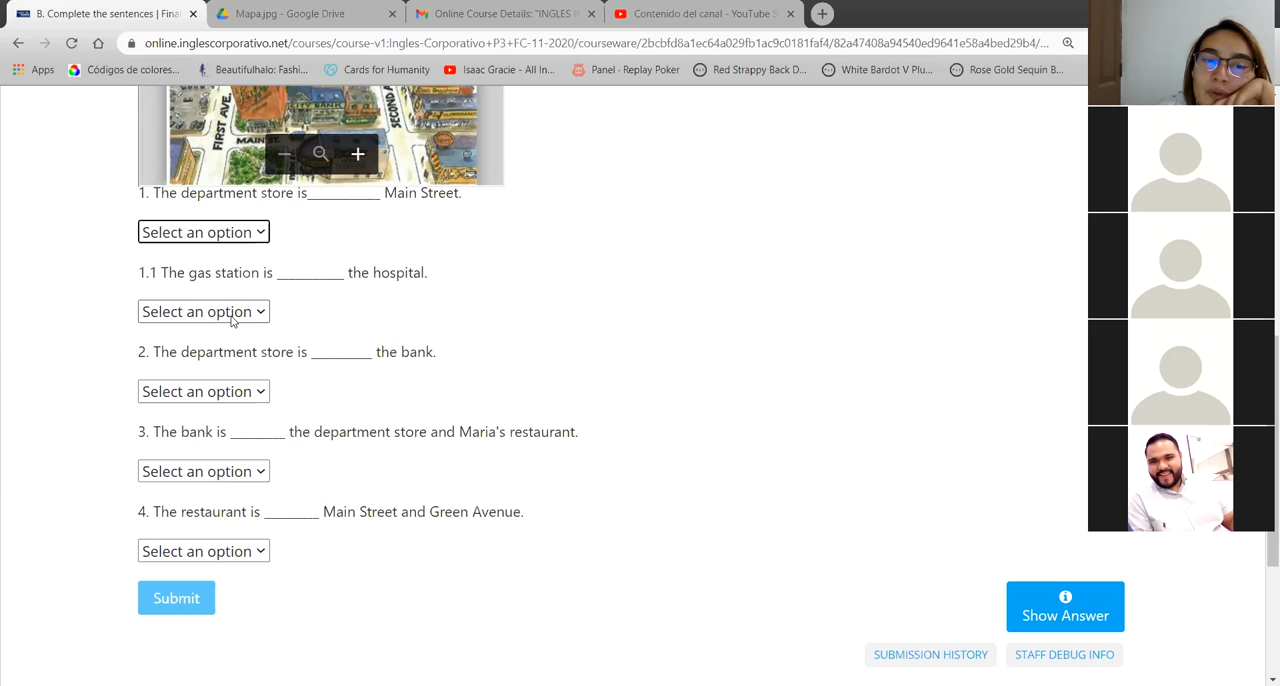 B. Complete the sentences | Fina
Mapa.jpg - Google Drive
Online Course Details: "INGLES I
Contenido del canal - YouTube S
online.inglescorporativo.net/courses/course-v1:Ingles-Corporativo+P3+FC-11-2020/courseware/2bcbfd8a1ec64a029fb1ac9c0181faf4/82a47408a94540ed9641e58a4bed29b4/...
Apps
Códigos de colores...
Beautifulhalo: Fashi...
Cards for Humanity
Isaac Gracie - All In...
Panel · Replay Poker
Red Strappy Back D...
White Bardot V Plu...
Rose Gold Sequin B...
FIRST AVE.
CITY BANK
SECOND A
MAIN ST.
1. The department store is___________ Main Street.
Select an option
1.1 The gas station is __________ the hospital.
Select an option
2. The department store is _________ the bank.
Select an option
3. The bank is ________ the department store and Maria's restaurant.
Select an option
4. The restaurant is ________ Main Street and Green Avenue.
Select an option
Submit
Show Answer
SUBMISSION HISTORY
STAFF DEBUG INFO